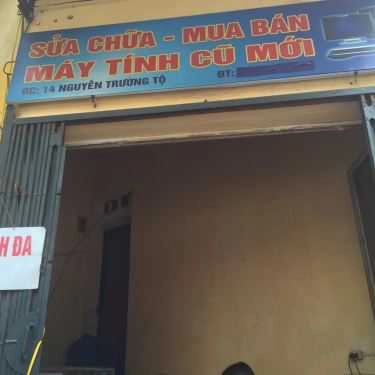 SỬA CHỮA - MUA BÁN
MÁY TÍNH CŨ MỚI
ĐC: 14 NGUYỄN TRƯỜNG TỘ ĐT:
H ĐA